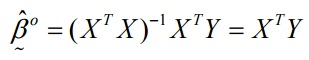 β̰̂ᵒ = (XᵀX)⁻¹XᵀY = XᵀY